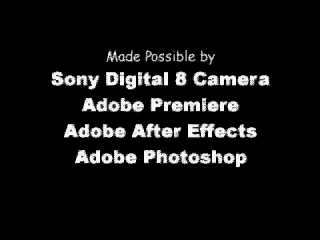 Made Possible by
Sony Digital 8 Camera
Adobe Premiere
Adobe After Effects
Adobe Photoshop